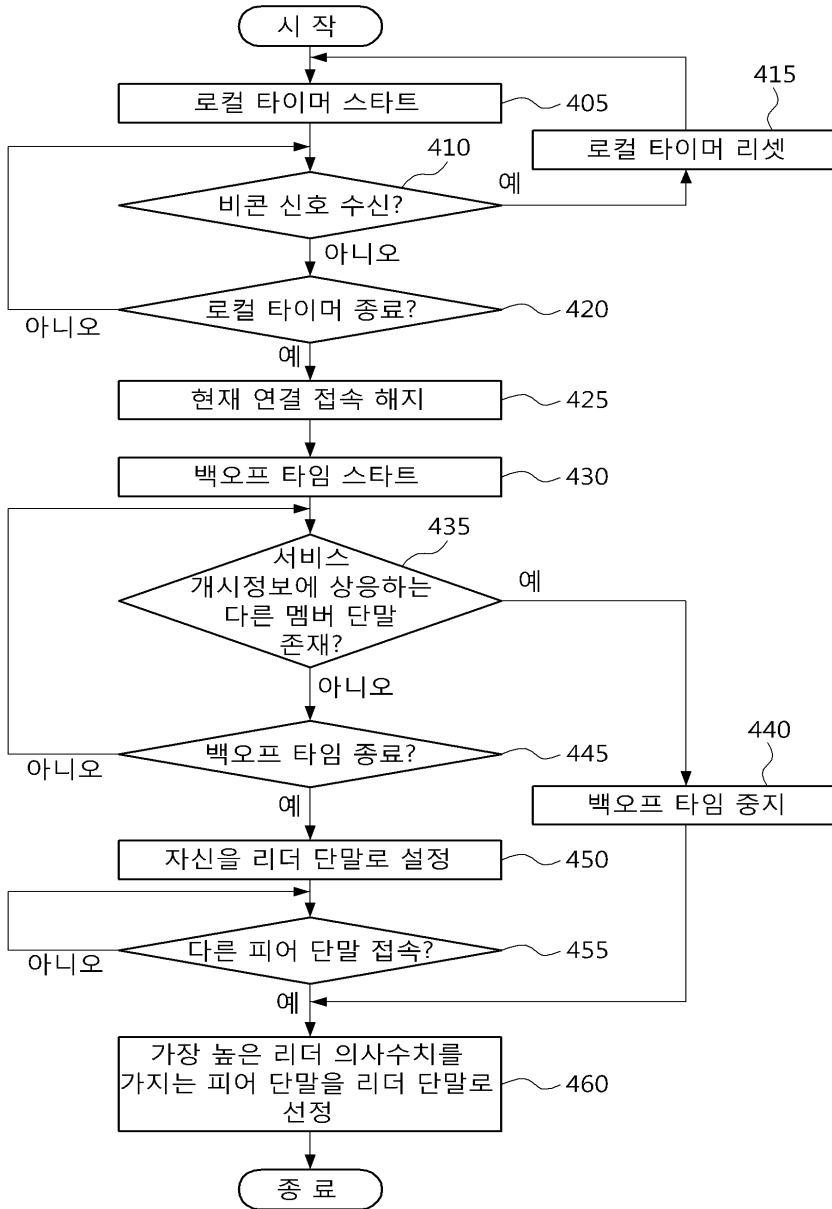 시 작
로컬 타이머 스타트
405
415
로컬 타이머 리셋
410
비콘 신호 수신?
예
아니오
로컬 타이머 종료?
420
아니오
예
현재 연결 접속 해지
425
백오프 타임 스타트
430
435
서비스
개시정보에 상응하는
다른 멤버 단말
존재?
예
아니오
백오프 타임 종료?
445
아니오
예
440
백오프 타임 중지
자신을 리더 단말로 설정
450
다른 피어 단말 접속?
455
아니오
예
가장 높은 리더 의사수치를
가지는 피어 단말을 리더 단말로
선정
460
종 료